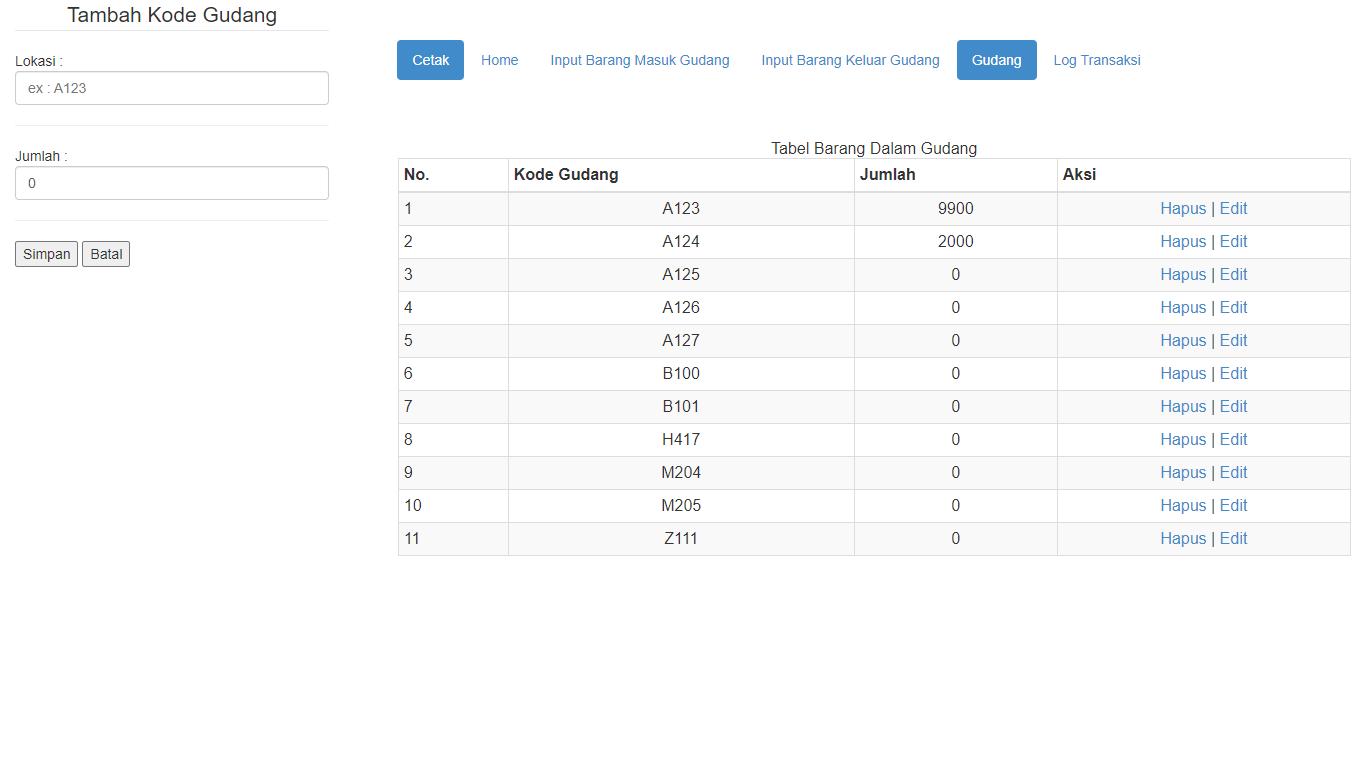 Tambah Kode Gudang
Lokasi :
ex : A123
Jumlah :
0
Simpan Batal
Cetak Home Input Barang Masuk Gudang Input Barang Keluar Gudang Gudang Log Transaksi
Tabel Barang Dalam Gudang
No. Kode Gudang Jumlah Aksi
1 A123 9900 Hapus | Edit
2 A124 2000 Hapus | Edit
3 A125 0 Hapus | Edit
4 A126 0 Hapus | Edit
5 A127 0 Hapus | Edit
6 B100 0 Hapus | Edit
7 B101 0 Hapus | Edit
8 H417 0 Hapus | Edit
9 M204 0 Hapus | Edit
10 M205 0 Hapus | Edit
11 Z111 0 Hapus | Edit